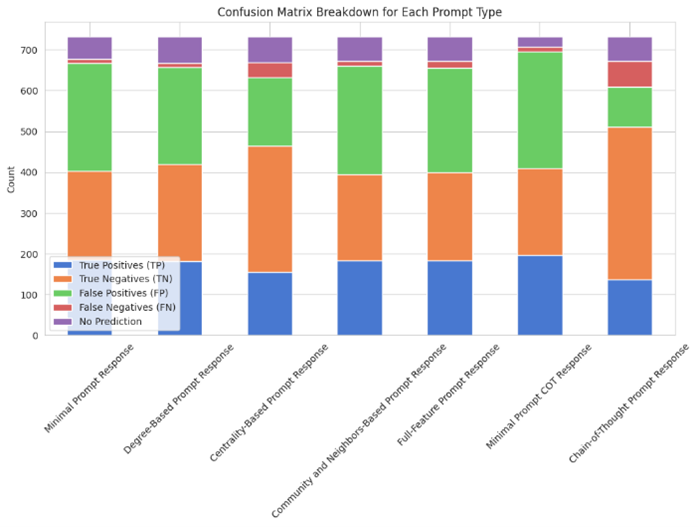 Confusion Matrix Breakdown for Each Prompt Type
700
600
500
400
300
200
100
0
Count
True Positives (TP)
True Negatives (TN)
False Positives (FP)
False Negatives (FN)
No Prediction
Minimal Prompt Response
Degree-Based Prompt Response
Centrality-Based Prompt Response
Community and Neighbors-Based Prompt Response
Full-Feature Prompt Response
Minimal Prompt COT Response
Chain-of-Thought Prompt Response